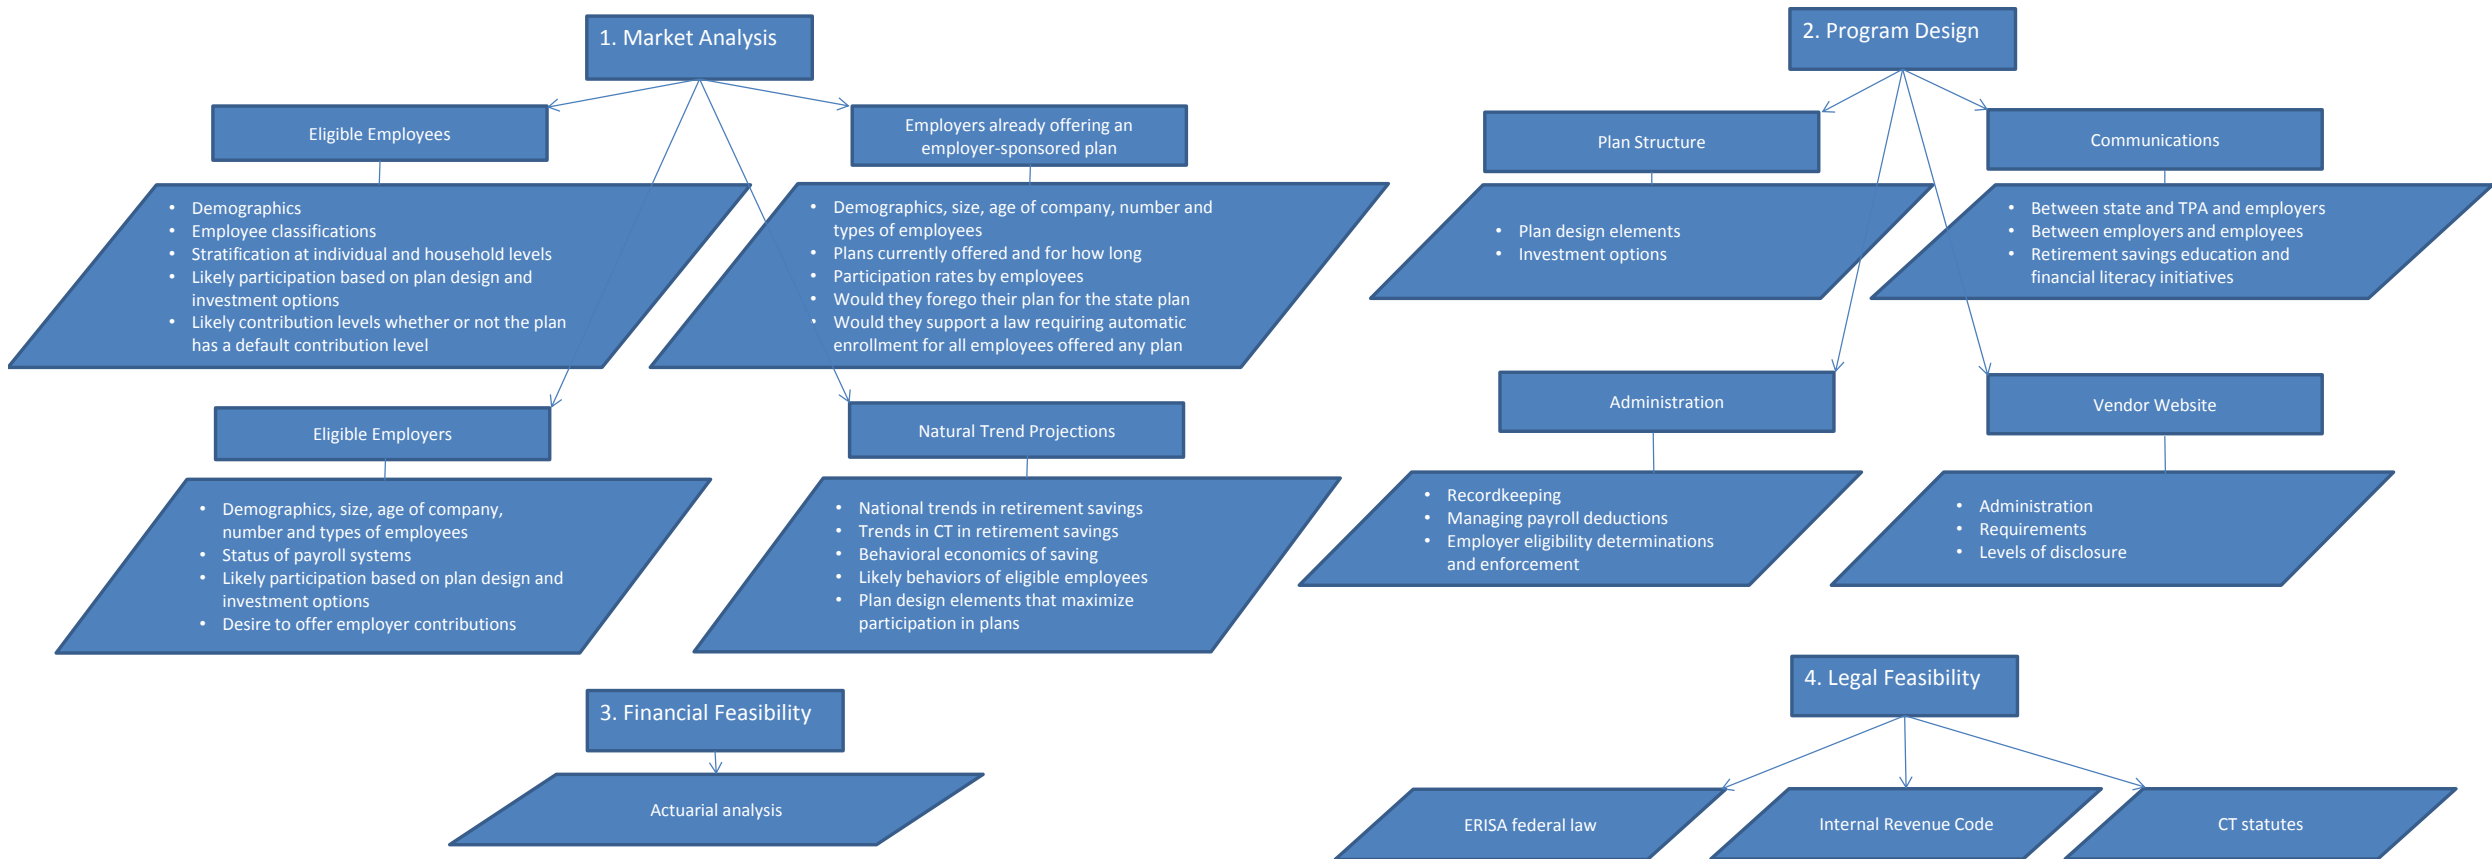 1. Market Analysis
Eligible Employees
• Demographics
• Employee classifications
• Stratification at individual and household levels
• Likely participation based on plan design and
investment options
• Likely contribution levels whether or not the plan
has a default contribution level
Employers already offering an
employer-sponsored plan
• Demographics, size, age of company, number and
types of employees
• Plans currently offered and for how long
• Participation rates by employees
• Would they forego their plan for the state plan
• Would they support a law requiring automatic
enrollment for all employees offered any plan
Eligible Employers
• Demographics, size, age of company,
number and types of employees
• Status of payroll systems
• Likely participation based on plan design and
investment options
• Desire to offer employer contributions
Natural Trend Projections
• National trends in retirement savings
• Trends in CT in retirement savings
• Behavioral economics of saving
• Likely behaviors of eligible employees
• Plan design elements that maximize
participation in plans
2. Program Design
Plan Structure
• Plan design elements
• Investment options
Communications
• Between state and TPA and employers
• Between employers and employees
• Retirement savings education and
financial literacy initiatives
Administration
• Recordkeeping
• Managing payroll deductions
• Employer eligibility determinations
and enforcement
Vendor Website
• Administration
• Requirements
• Levels of disclosure
3. Financial Feasibility
Actuarial analysis
4. Legal Feasibility
ERISA federal law
Internal Revenue Code
CT statutes